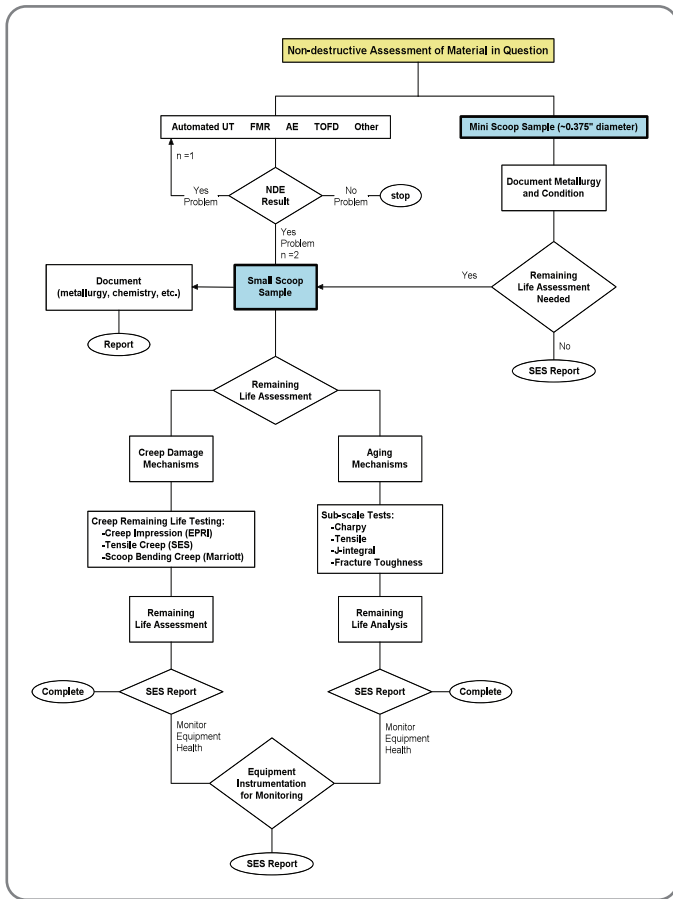 Non-destructive Assessment of Material in Question
Automated UT FMR AE TOFD Other
Mini Scoop Sample (~0.375" diameter)
n =1
Yes
Problem
NDE
Result
No
Problem
stop
Document Metallurgy
and Condition
Yes
Problem
n =2
Document
(metallurgy, chemistry, etc.)
Small Scoop
Sample
Yes
Remaining
Life Assessment
Needed
Report
No
SES Report
Remaining
Life Assessment
Creep Damage
Mechanisms
Aging
Mechanisms
Creep Remaining Life Testing:
-Creep Impression (EPRI)
-Tensile Creep (SES)
-Scoop Bending Creep (Marriott)
Sub-scale Tests:
-Charpy
-Tensile
-J-integral
-Fracture Toughness
Remaining
Life Assessment
Remaining
Life Analysis
Complete
SES Report
SES Report
Complete
Monitor
Equipment
Health
Monitor
Equipment
Health
Equipment
Instrumentation
for Monitoring
SES Report